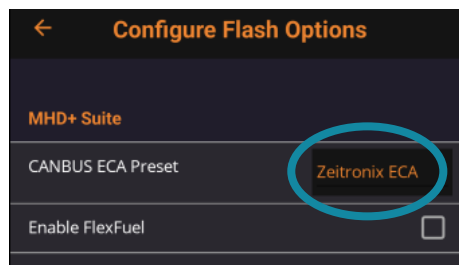 Configure Flash Options
MHD+ Suite
CANBUS ECA Preset Zeitronix ECA
Enable FlexFuel